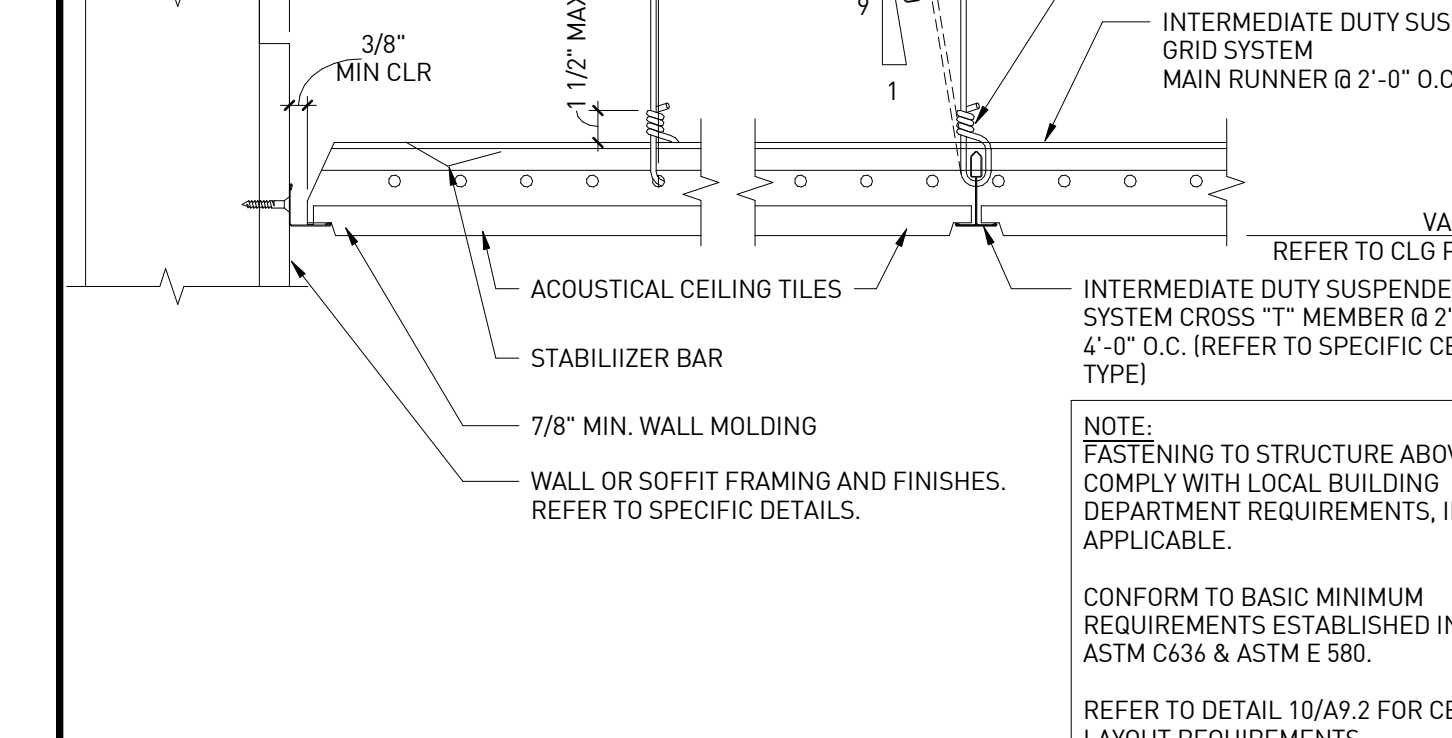 3/8"
MIN CLR
1 1/2" MAX
9
1
INTERMEDIATE DUTY SUS
GRID SYSTEM
MAIN RUNNER @ 2'-0" O.C
VA
REFER TO CLG
ACOUSTICAL CEILING TILES
STABILIIZER BAR
7/8" MIN. WALL MOLDING
WALL OR SOFFIT FRAMING AND FINISHES.
REFER TO SPECIFIC DETAILS.
INTERMEDIATE DUTY SUSPENDE
SYSTEM CROSS "T" MEMBER @ 2'
4'-0" O.C. (REFER TO SPECIFIC CE
TYPE)
NOTE:
FASTENING TO STRUCTURE ABOV
COMPLY WITH LOCAL BUILDING
DEPARTMENT REQUIREMENTS, I
APPLICABLE.
CONFORM TO BASIC MINIMUM
REQUIREMENTS ESTABLISHED IN
ASTM C636 & ASTM E 580.
REFER TO DETAIL 10/A9.2 FOR CE
LAYOUT REQUIREMENTS